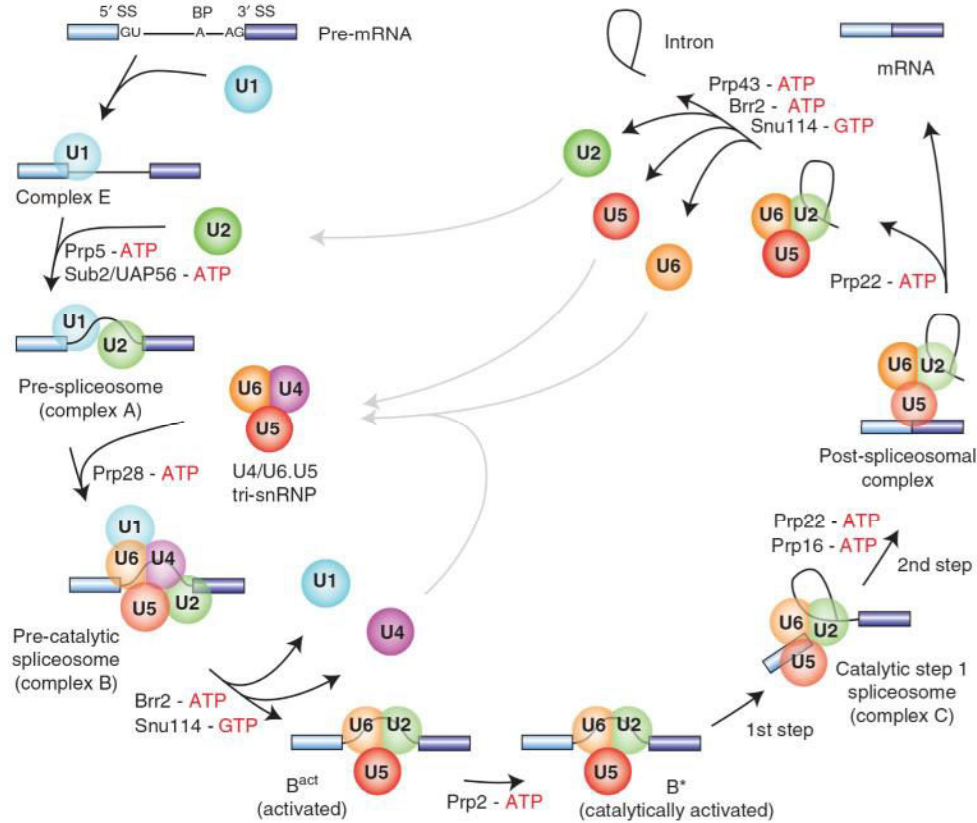 5′ SS BP 3′ SS
GU A AG
Pre-mRNA
U1
U1
Complex E
U2
Prp5 - ATP
Sub2/UAP56 - ATP
U1
U2
Pre-spliceosome
(complex A)
U6 U4
U5
U4/U6.U5
tri-snRNP
Prp28 - ATP
U1
U6 U4
U5 U2
Pre-catalytic
spliceosome
(complex B)
U1
U4
Brr2 - ATP
Snu114 - GTP
U6 U2
U5
B^act
(activated)
Prp2 - ATP
U6 U2
U5
B*
(catalytically activated)
1st step
U6 U2
U5
Catalytic step 1
spliceosome
(complex C)
Prp22 - ATP
Prp16 - ATP
2nd step
U6 U2
U5
Post-spliceosomal
complex
Prp22 - ATP
mRNA
U6 U2
U5
Prp43 - ATP
Brr2 - ATP
Snu114 - GTP
Intron
U2
U5
U6